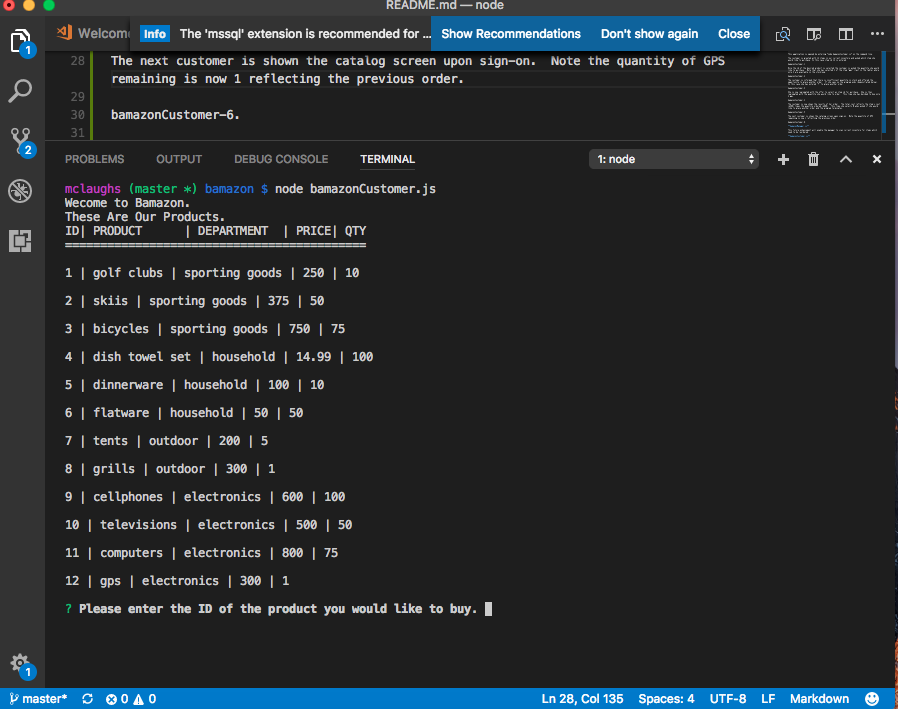 README.md — node
Welcom
Info The 'mssql' extension is recommended for ... Show Recommendations Don't show again Close
28 The next customer is shown the catalog screen upon sign-on. Note the quantity of GPS
remaining is now 1 reflecting the previous order.
29
30 bamazonCustomer-6.
31
1
2
PROBLEMS OUTPUT DEBUG CONSOLE TERMINAL 1: node
mclaughs (master *) bamazon $ node bamazonCustomer.js
Wecome to Bamazon.
These Are Our Products.
ID| PRODUCT | DEPARTMENT | PRICE| QTY
===========================================
1 | golf clubs | sporting goods | 250 | 10
2 | skiis | sporting goods | 375 | 50
3 | bicycles | sporting goods | 750 | 75
4 | dish towel set | household | 14.99 | 100
5 | dinnerware | household | 100 | 10
6 | flatware | household | 50 | 50
7 | tents | outdoor | 200 | 5
8 | grills | outdoor | 300 | 1
9 | cellphones | electronics | 600 | 100
10 | televisions | electronics | 500 | 50
11 | computers | electronics | 800 | 75
12 | gps | electronics | 300 | 1
? Please enter the ID of the product you would like to buy.
1
master* 0 0 Ln 28, Col 135 Spaces: 4 UTF-8 LF Markdown